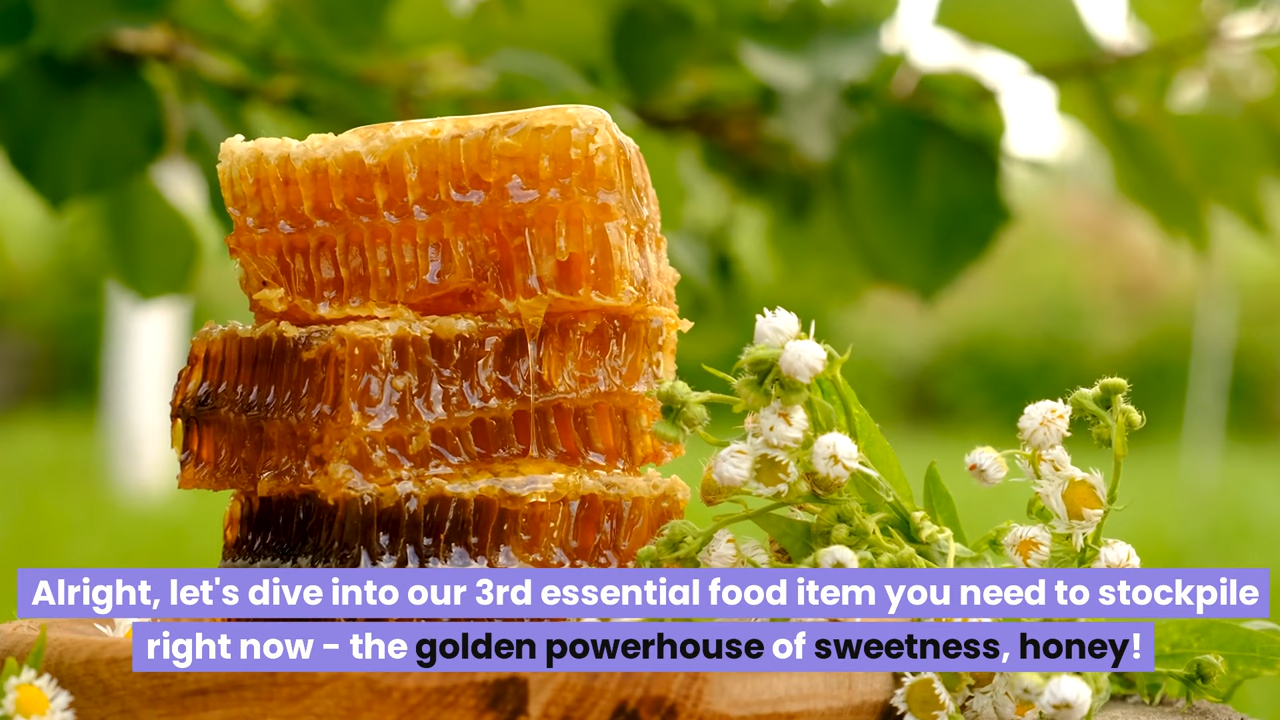 Alright, let's dive into our 3rd essential food item you need to stockpile
right now - the golden powerhouse of sweetness, honey!